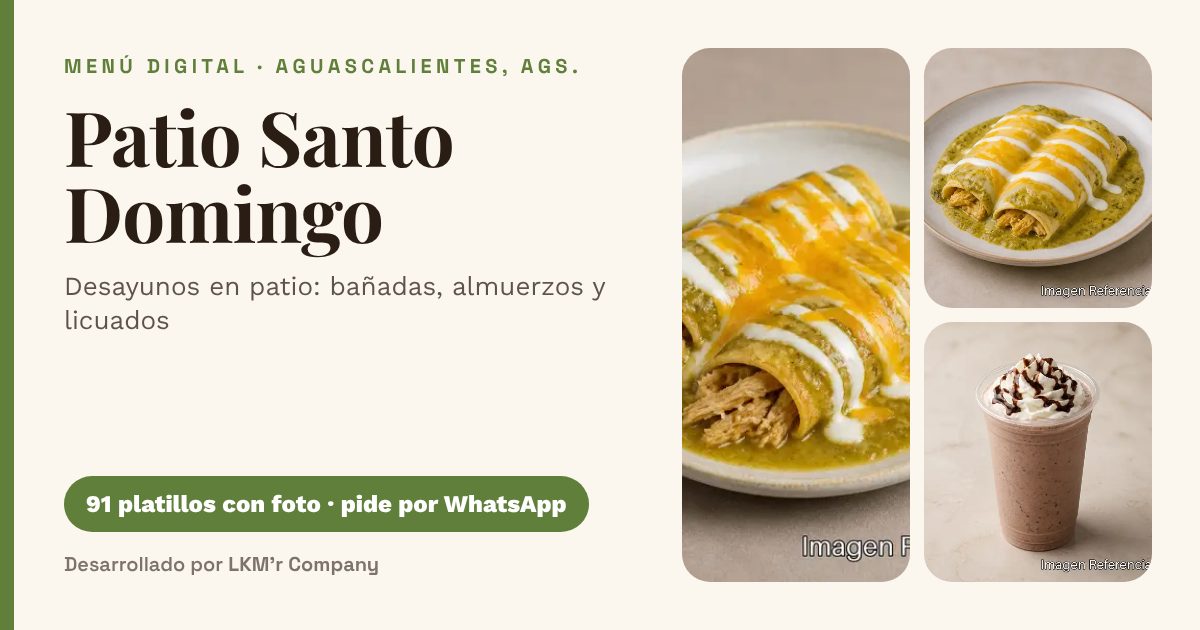 MENÚ DIGITAL · AGUASCALIENTES, AGS.
Patio Santo
Domingo
Desayunos en patio: bañadas, almuerzos y
licuados
91 platillos con foto · pide por WhatsApp
Desarrollado por LKM’r Company
Imagen F
Imagen Referencia
Imagen Referencia